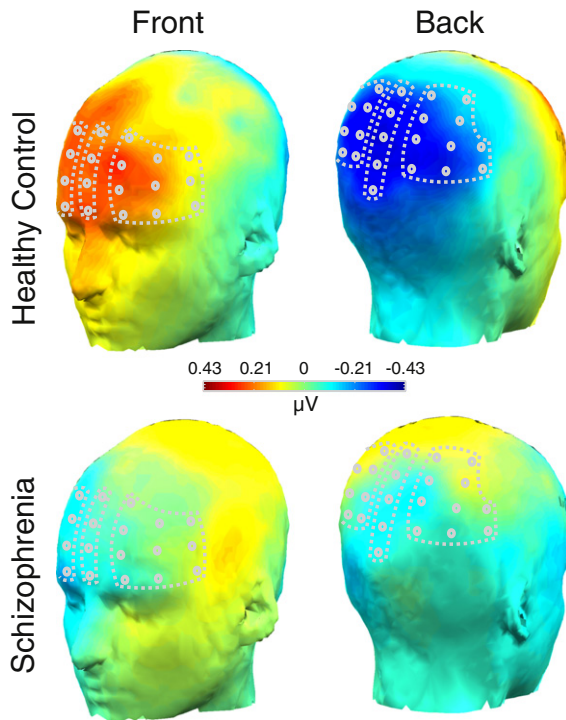 Front Back
Healthy Control
0.43 0.21 0 -0.21 -0.43
µV
Schizophrenia